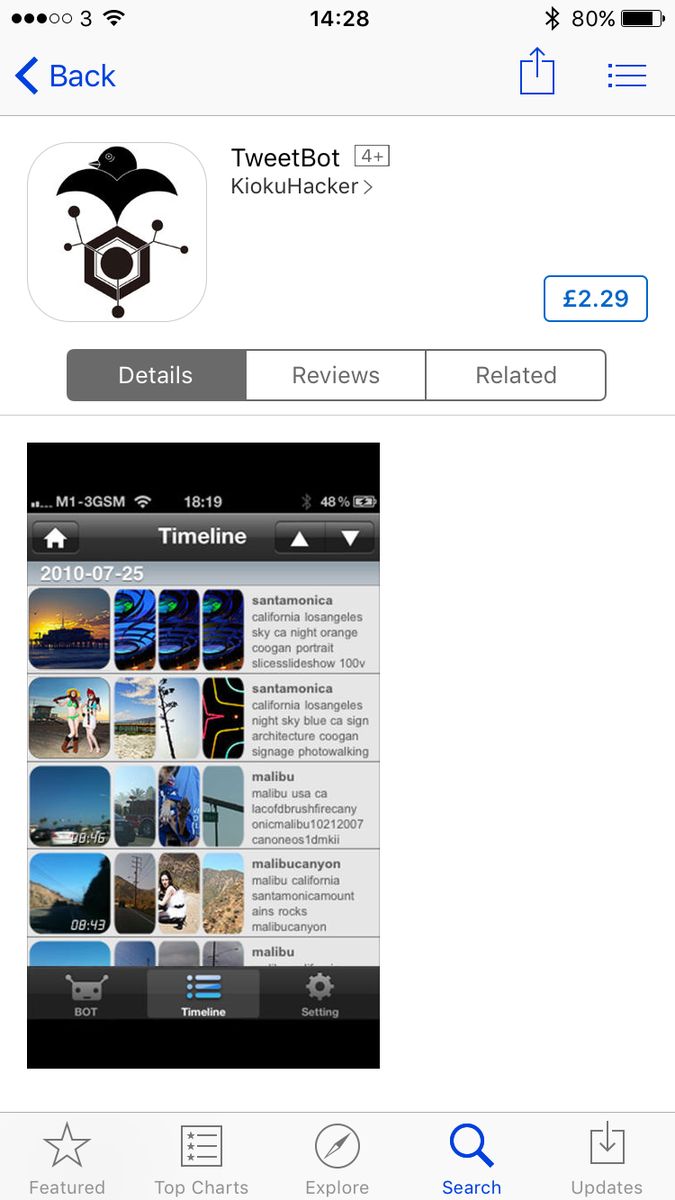 3 14:28 80%
Back
TweetBot 4+
KiokuHacker >
£2.29
Details Reviews Related
M1-3GSM 18:19 48%
Timeline
2010-07-25
santamonica
california losangeles
sky ca night orange
coogan portrait
slicesslideshow 100v
santamonica
california losangeles
night sky blue ca sign
architecture coogan
signage photowalking
08:46
malibu
malibu usa ca
lacofdbrushfirecany
onicmalibu10212007
canoneos1dmkii
08:43
malibucanyon
malibu california
santamonicamount
ains rocks
malibucanyon
malibu
BOT Timeline Setting
Featured Top Charts Explore Search Updates